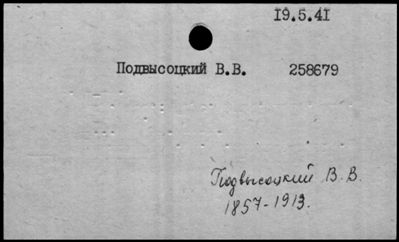 19.5.41
Подвысоцкий В.В. 258679
Подвысоцкий В.В.
1857-1913.